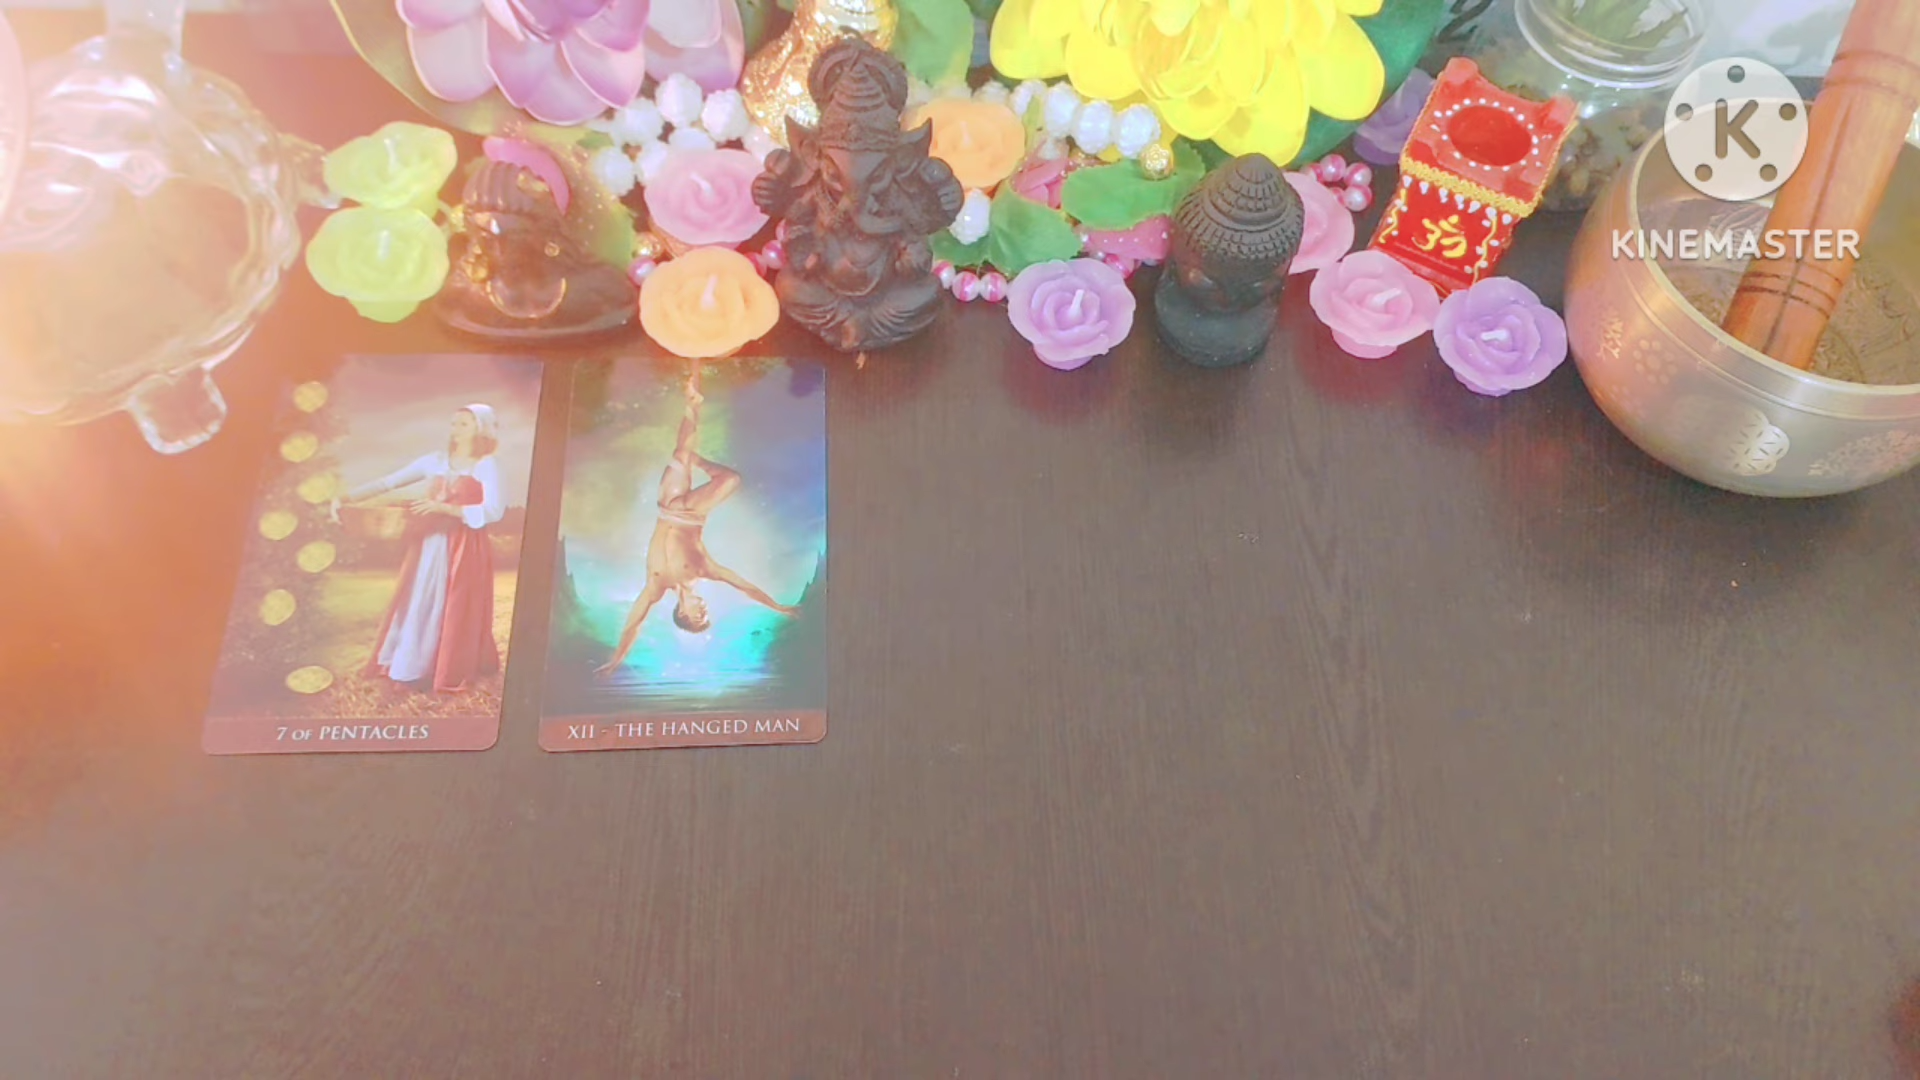 K
KINEMASTER
ॐ
7 OF PENTACLES
XII - THE HANGED MAN